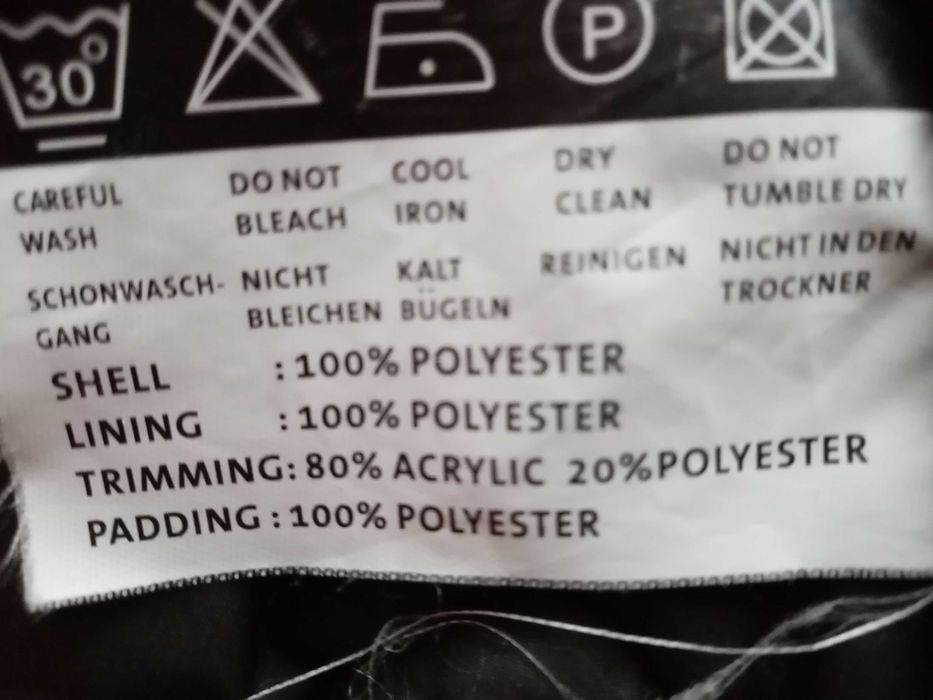 30° P
CAREFUL DO NOT COOL DRY DO NOT
WASH BLEACH IRON CLEAN TUMBLE DRY
SCHONWASCH- NICHT KALT REINIGEN NICHT IN DEN
GANG BLEICHEN BÜGELN TROCKNER
SHELL : 100% POLYESTER
LINING : 100% POLYESTER
TRIMMING: 80% ACRYLIC 20%POLYESTER
PADDING : 100% POLYESTER